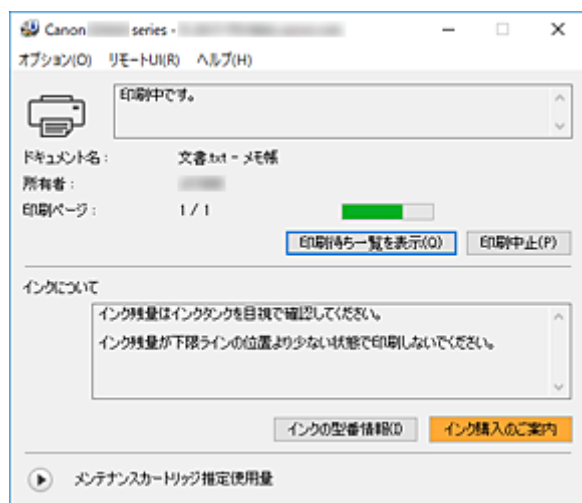 Canon series -
オプション(O) リモートUI(R) ヘルプ(H)
印刷中です。
ドキュメント名 : 文書.txt - メモ帳
所有者 :
印刷ページ : 1 / 1
印刷待ち一覧を表示(Q) 印刷中止(P)
インクについて
インク残量はインクタンクを目視で確認してください。
インク残量が下限ラインの位置より少ない状態で印刷しないでください。
インクの型番情報(I) インク購入のご案内
メンテナンスカートリッジ指定使用量